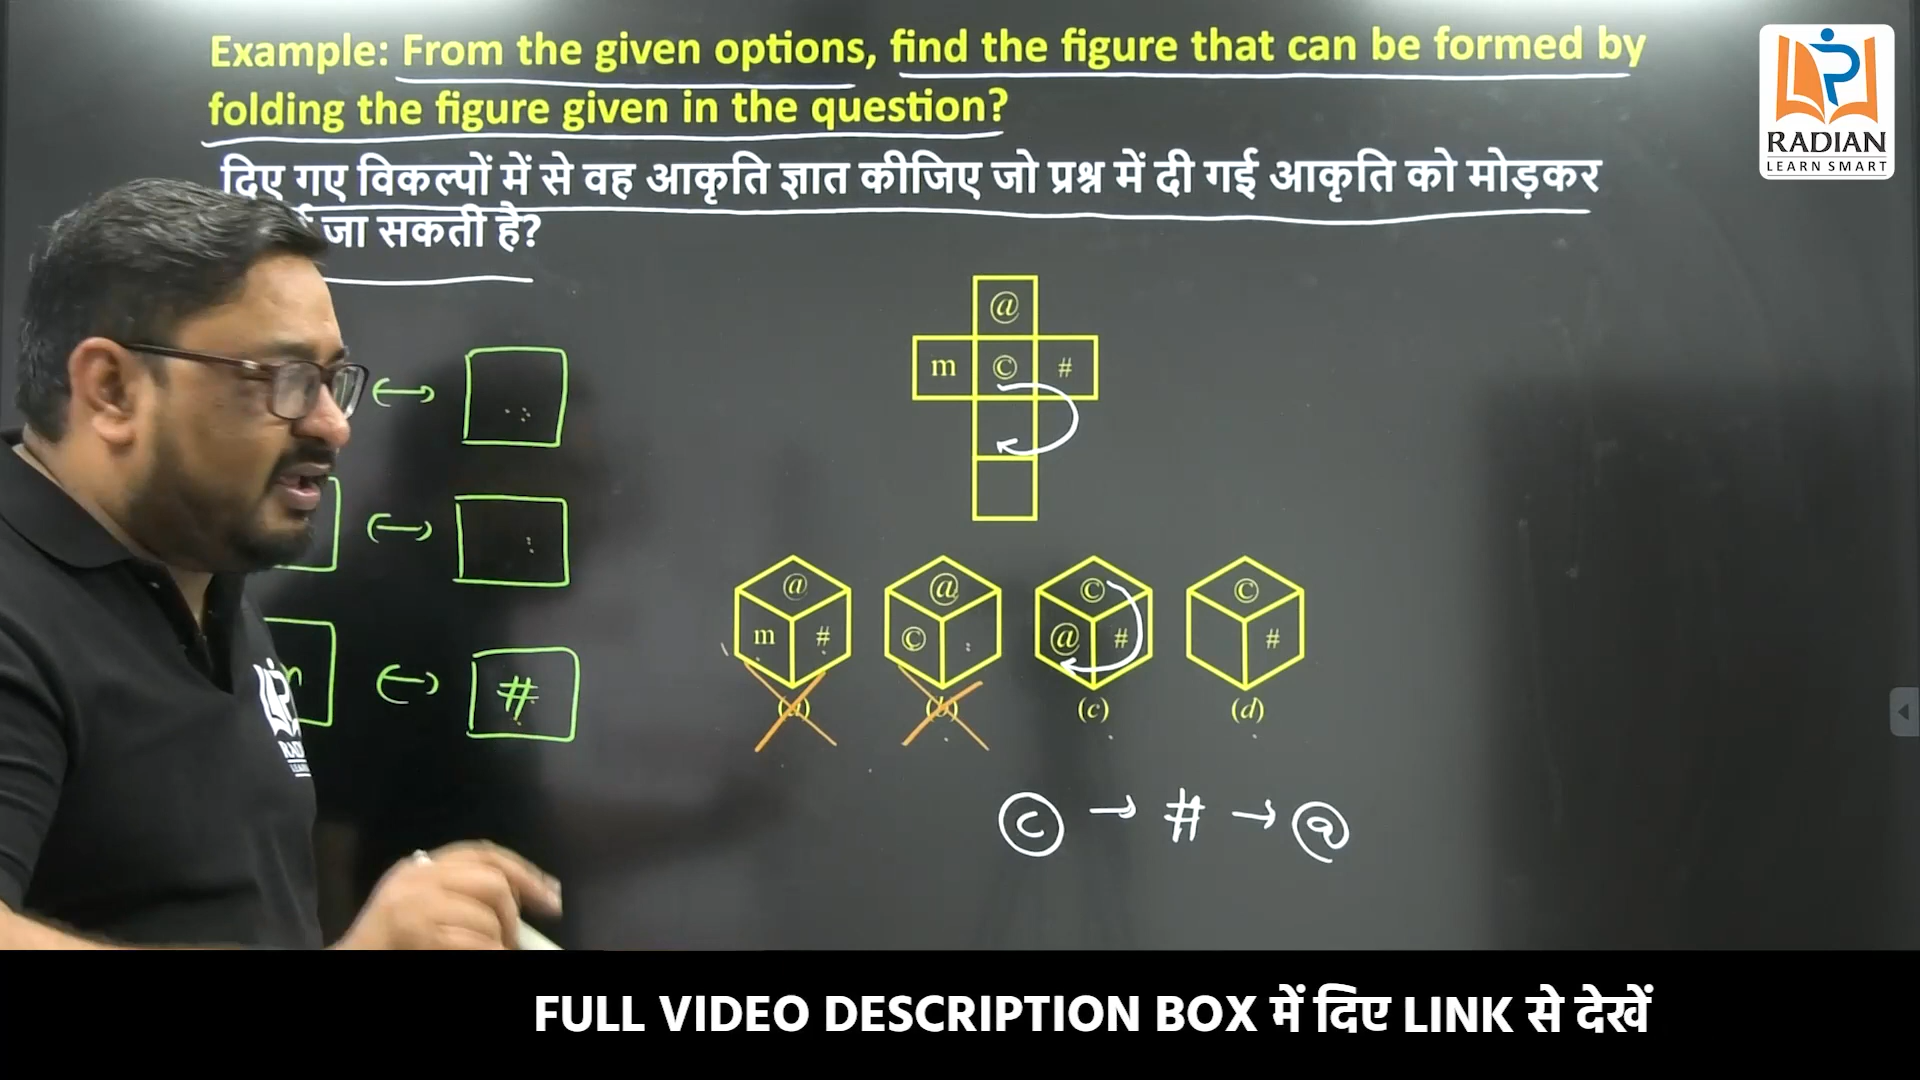 Example: From the given options, find the figure that can be formed by
folding the figure given in the question?
दिए गए विकल्पों में से वह आकृति ज्ञात कीजिए जो प्रश्न में दी गई आकृति को मोड़कर
जा सकती है?
RADIAN
LEARN SMART
@
m © #
@ @ © ©
m # © @ # #
(a) (b) (c) (d)
m ↔ #
© → # → @
FULL VIDEO DESCRIPTION BOX में दिए LINK से देखें